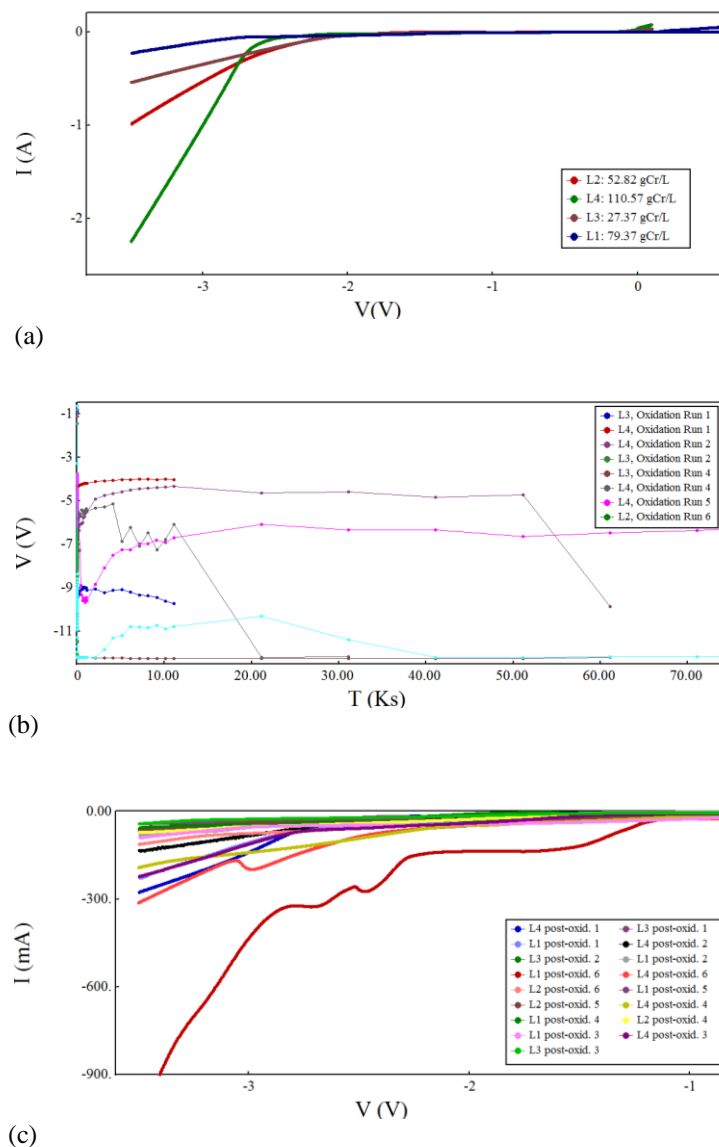 0
-1
-2
I (A)
L2: 52.82 gCr/L
L4: 110.57 gCr/L
L3: 27.37 gCr/L
L1: 79.37 gCr/L
-3
-2
-1
0
V(V)
(a)
-1
-3
-5
-7
-9
-11
V (V)
L3, Oxidation Run 1
L4, Oxidation Run 1
L4, Oxidation Run 2
L3, Oxidation Run 2
L3, Oxidation Run 4
L4, Oxidation Run 4
L4, Oxidation Run 5
L2, Oxidation Run 6
0.00
10.00
20.00
30.00
40.00
50.00
60.00
70.00
T (Ks)
(b)
0.00
-300.
-600.
-900.
I (mA)
L4 post-oxid. 1 L3 post-oxid. 1
L1 post-oxid. 1 L4 post-oxid. 2
L3 post-oxid. 2 L1 post-oxid. 2
L1 post-oxid. 6 L4 post-oxid. 6
L2 post-oxid. 6 L1 post-oxid. 5
L2 post-oxid. 5 L4 post-oxid. 4
L1 post-oxid. 4 L2 post-oxid. 4
L1 post-oxid. 3 L4 post-oxid. 3
L3 post-oxid. 3
-3
-2
-1
V (V)
(c)